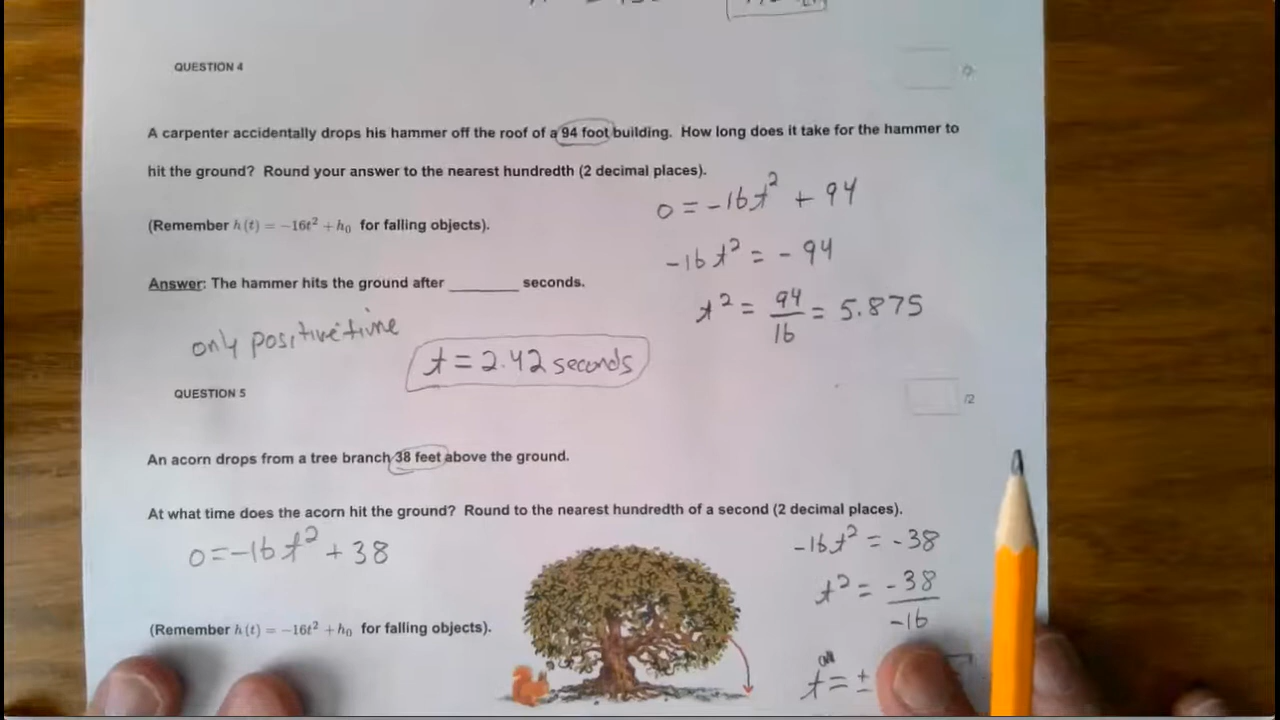 QUESTION 4
A carpenter accidentally drops his hammer off the roof of a 94 foot building. How long does it take for the hammer to
hit the ground? Round your answer to the nearest hundredth (2 decimal places).
0 = -16t² + 94
(Remember h(t) = −16t² + h₀ for falling objects).
-16t² = -94
Answer: The hammer hits the ground after ______ seconds.
t² = 94/16 = 5.875
only positive time
t = 2.42 seconds
QUESTION 5
/2
An acorn drops from a tree branch 38 feet above the ground.
At what time does the acorn hit the ground? Round to the nearest hundredth of a second (2 decimal places).
0 = -16t² + 38
-16t² = -38
t² = -38/-16
(Remember h(t) = −16t² + h₀ for falling objects).
t = ±